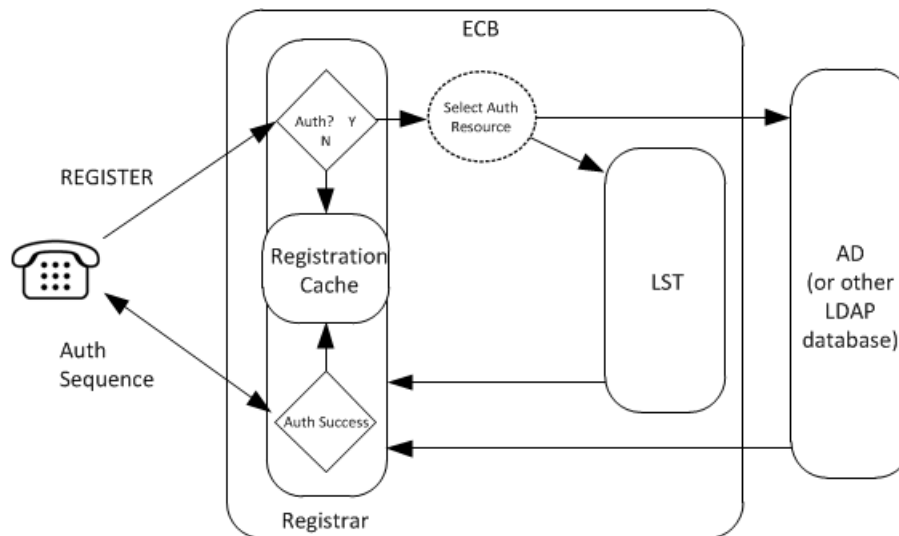 ECB
Auth? Y
N
Select Auth
Resource
REGISTER
Registration
Cache
LST
AD
(or other
LDAP
database)
Auth
Sequence
Auth Success
Registrar